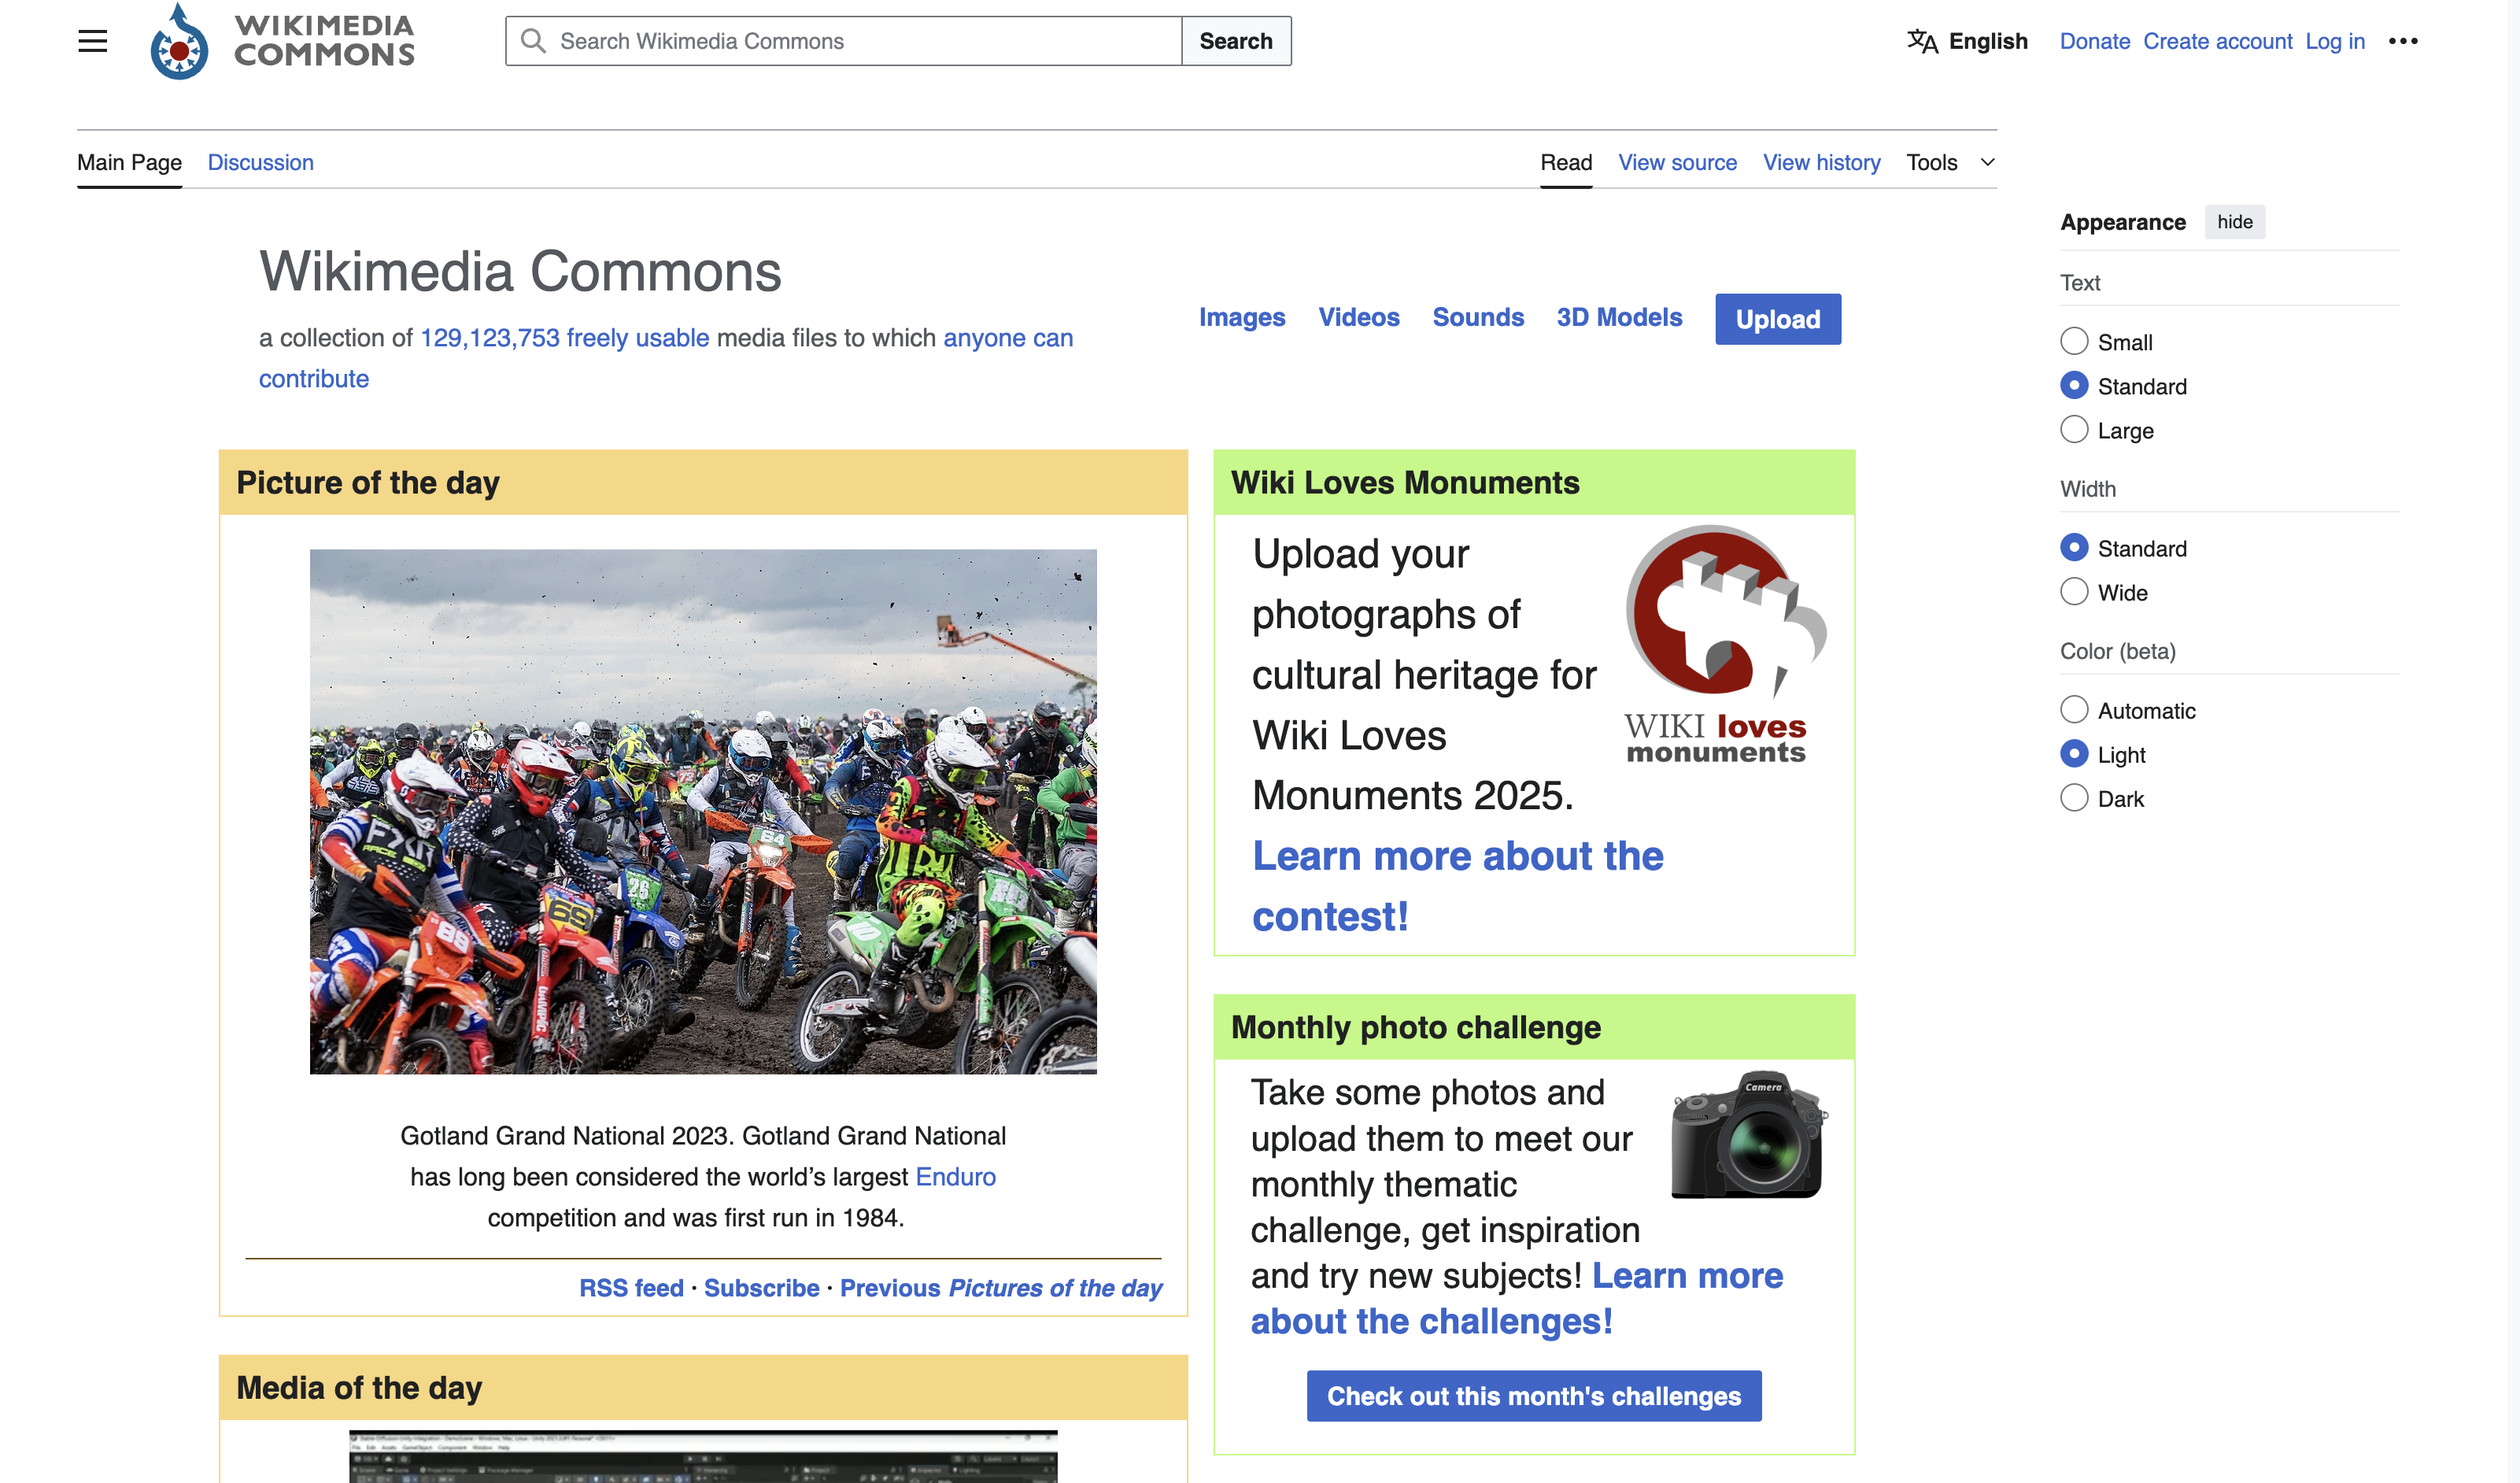 WIKIMEDIA
COMMONS
Search Wikimedia Commons
Search
English
Donate
Create account
Log in
Main Page
Discussion
Read
View source
View history
Tools
Wikimedia Commons
a collection of 129,123,753 freely usable media files to which anyone can
contribute
Images
Videos
Sounds
3D Models
Upload
Picture of the day
FXR
RACE
88
69
26
64
Gotland Grand National 2023. Gotland Grand National
has long been considered the world’s largest Enduro
competition and was first run in 1984.
RSS feed · Subscribe · Previous Pictures of the day
Media of the day
Wiki Loves Monuments
Upload your
photographs of
cultural heritage for
Wiki Loves
Monuments 2025.
Learn more about the
contest!
WIKI loves
monuments
Monthly photo challenge
Take some photos and
upload them to meet our
monthly thematic
challenge, get inspiration
and try new subjects! Learn more
about the challenges!
Camera
Check out this month's challenges
Appearance
hide
Text
Small
Standard
Large
Width
Standard
Wide
Color (beta)
Automatic
Light
Dark